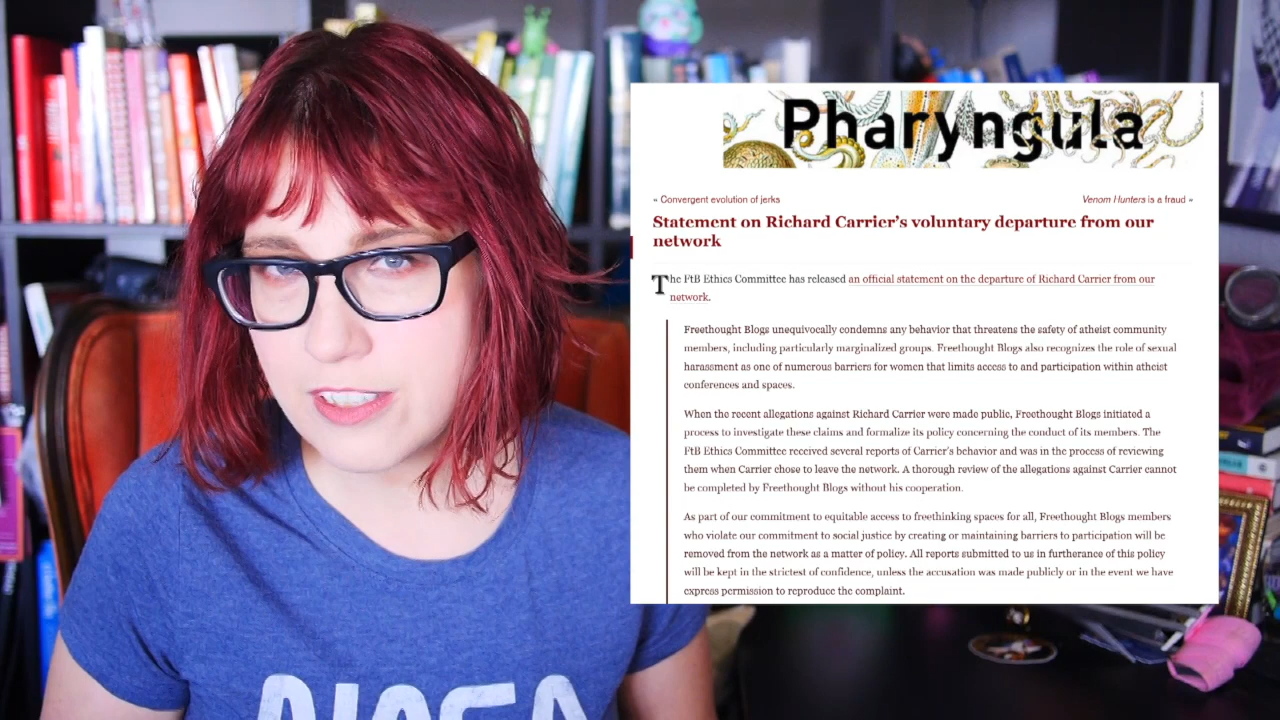 Pharyngula
« Convergent evolution of jerks
Venom Hunters is a fraud »
Statement on Richard Carrier's voluntary departure from our
network
The FtB Ethics Committee has released an official statement on the departure of Richard Carrier from our
network.
Freethought Blogs unequivocally condemns any behavior that threatens the safety of atheist community
members, including particularly marginalized groups. Freethought Blogs also recognizes the role of sexual
harassment as one of numerous barriers for women that limits access to and participation within atheist
conferences and spaces.
When the recent allegations against Richard Carrier were made public, Freethought Blogs initiated a
process to investigate these claims and formalize its policy concerning the conduct of its members. The
FtB Ethics Committee received several reports of Carrier's behavior and was in the process of reviewing
them when Carrier chose to leave the network. A thorough review of the allegations against Carrier cannot
be completed by Freethought Blogs without his cooperation.
As part of our commitment to equitable access to freethinking spaces for all, Freethought Blogs members
who violate our commitment to social justice by creating or maintaining barriers to participation will be
removed from the network as a matter of policy. All reports submitted to us in furtherance of this policy
will be kept in the strictest of confidence, unless the accusation was made publicly or in the event we have
express permission to reproduce the complaint.